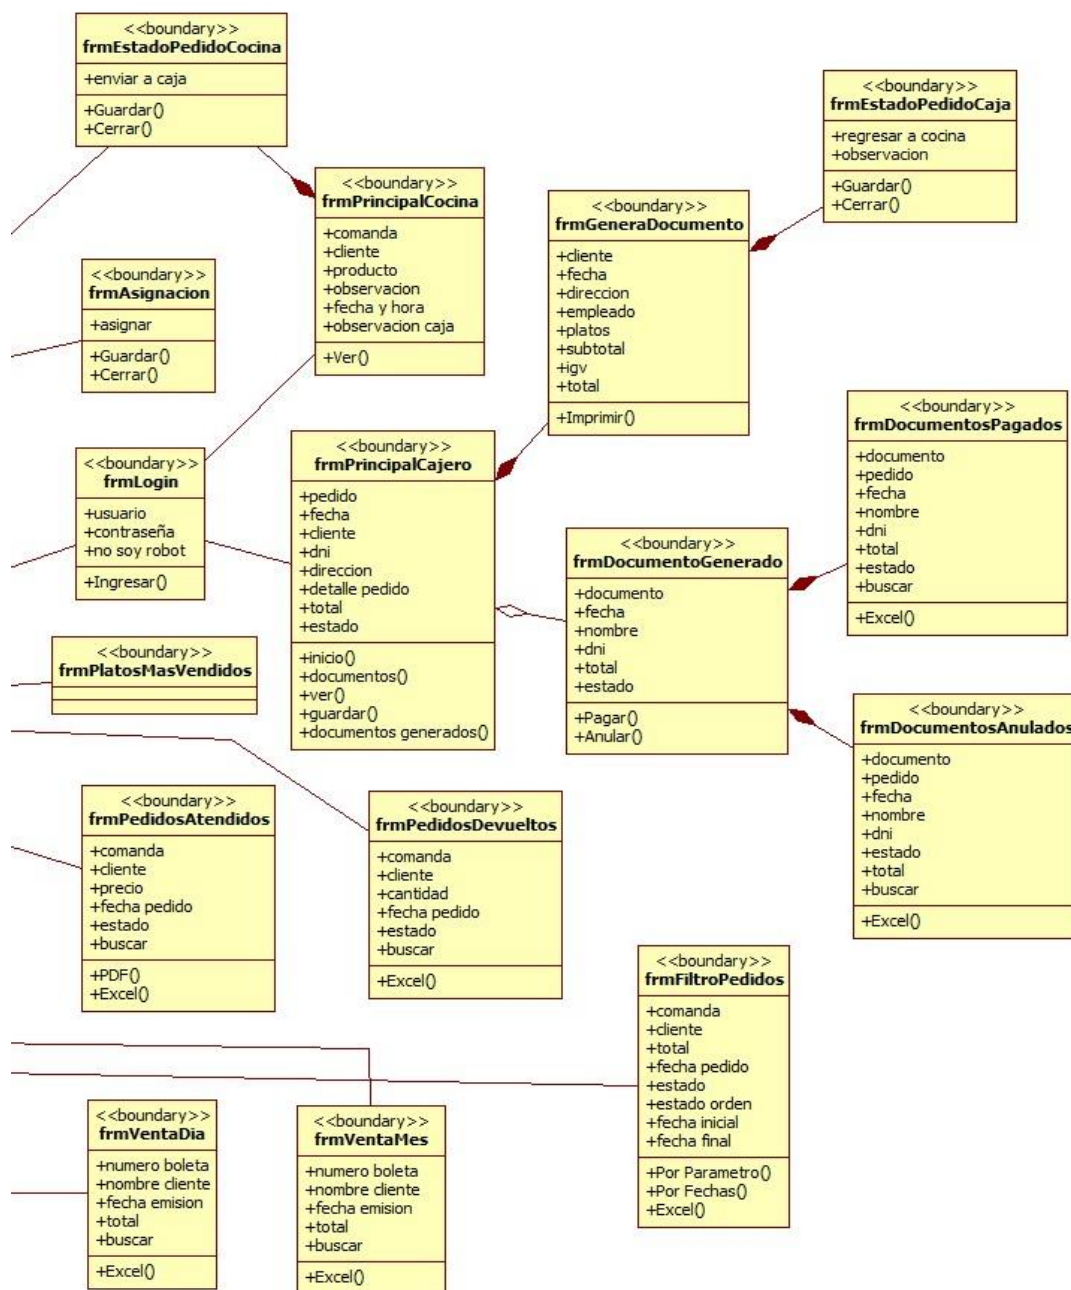 <<boundary>>
frmEstadoPedidoCocina
+enviar a caja
+Guardar()
+Cerrar()
<<boundary>>
frmEstadoPedidoCaja
+regresar a cocina
+observacion
+Guardar()
+Cerrar()
<<boundary>>
frmPrincipalCocina
+comanda
+cliente
+producto
+observacion
+fecha y hora
+observacion caja
+Ver()
<<boundary>>
frmGeneraDocumento
+cliente
+fecha
+direccion
+empleado
+platos
+subtotal
+igv
+total
+Imprimir()
<<boundary>>
frmAsignacion
+asignar
+Guardar()
+Cerrar()
<<boundary>>
frmLogin
+usuario
+contraseña
+no soy robot
+Ingresar()
<<boundary>>
frmPrincipalCajero
+pedido
+fecha
+cliente
+dni
+direccion
+detalle pedido
+total
+estado
+inicio()
+documentos()
+ver()
+guardar()
+documentos generados()
<<boundary>>
frmDocumentosPagados
+documento
+pedido
+fecha
+nombre
+dni
+total
+estado
+buscar
+Excel()
<<boundary>>
frmDocumentoGenerado
+documento
+fecha
+nombre
+dni
+total
+estado
+Pagar()
+Anular()
<<boundary>>
frmPlatosMasVendidos
<<boundary>>
frmDocumentosAnulados
+documento
+pedido
+fecha
+nombre
+dni
+estado
+total
+buscar
+Excel()
<<boundary>>
frmPedidosAtendidos
+comanda
+cliente
+precio
+fecha pedido
+estado
+buscar
+PDF()
+Excel()
<<boundary>>
frmPedidosDevueltos
+comanda
+cliente
+cantidad
+fecha pedido
+estado
+buscar
+Excel()
<<boundary>>
frmFiltroPedidos
+comanda
+cliente
+total
+fecha pedido
+estado
+estado orden
+fecha inicial
+fecha final
+Por Parametro()
+Por Fechas()
+Excel()
<<boundary>>
frmVentaDia
+numero boleta
+nombre cliente
+fecha emision
+total
+buscar
+Excel()
<<boundary>>
frmVentaMes
+numero boleta
+nombre cliente
+fecha emision
+total
+buscar
+Excel()